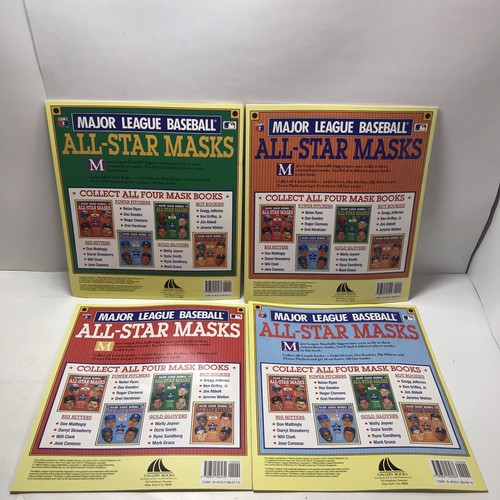 MAJOR LEAGUE BASEBALL
ALL-STAR MASKS
COLLECT ALL FOUR MASK BOOKS
POWER PITCHERS
• Nolan Ryan
• Doc Gooden
• Roger Clemens
• Orel Hershiser
HOT ROOKIES
• Gregg Jefferies
• Ken Griffey, Jr.
• Jim Abbott
• Jerome Walton
BIG HITTERS
• Don Mattingly
• Darryl Strawberry
• Will Clark
• Jose Canseco
GOLD GLOVERS
• Wally Joyner
• Ozzie Smith
• Ryne Sandberg
• Mark Grace
MAJOR LEAGUE BASEBALL
ALL-STAR MASKS
COLLECT ALL FOUR MASK BOOKS
POWER PITCHERS
• Nolan Ryan
• Doc Gooden
• Roger Clemens
• Orel Hershiser
HOT ROOKIES
• Gregg Jefferies
• Ken Griffey, Jr.
• Jim Abbott
• Jerome Walton
BIG HITTERS
• Don Mattingly
• Darryl Strawberry
• Will Clark
• Jose Canseco
GOLD GLOVERS
• Wally Joyner
• Ozzie Smith
• Ryne Sandberg
• Mark Grace
MAJOR LEAGUE BASEBALL
ALL-STAR MASKS
COLLECT ALL FOUR MASK BOOKS
POWER PITCHERS
• Nolan Ryan
• Doc Gooden
• Roger Clemens
• Orel Hershiser
HOT ROOKIES
• Gregg Jefferies
• Ken Griffey, Jr.
• Jim Abbott
• Jerome Walton
BIG HITTERS
• Don Mattingly
• Darryl Strawberry
• Will Clark
• Jose Canseco
GOLD GLOVERS
• Wally Joyner
• Ozzie Smith
• Ryne Sandberg
• Mark Grace
GALLERY BOOKS
MAJOR LEAGUE BASEBALL
ALL-STAR MASKS
COLLECT ALL FOUR MASK BOOKS
POWER PITCHERS
• Nolan Ryan
• Doc Gooden
• Roger Clemens
• Orel Hershiser
HOT ROOKIES
• Gregg Jefferies
• Ken Griffey, Jr.
• Jim Abbott
• Jerome Walton
BIG HITTERS
• Don Mattingly
• Darryl Strawberry
• Will Clark
• Jose Canseco
GOLD GLOVERS
• Wally Joyner
• Ozzie Smith
• Ryne Sandberg
• Mark Grace
GALLERY BOOKS